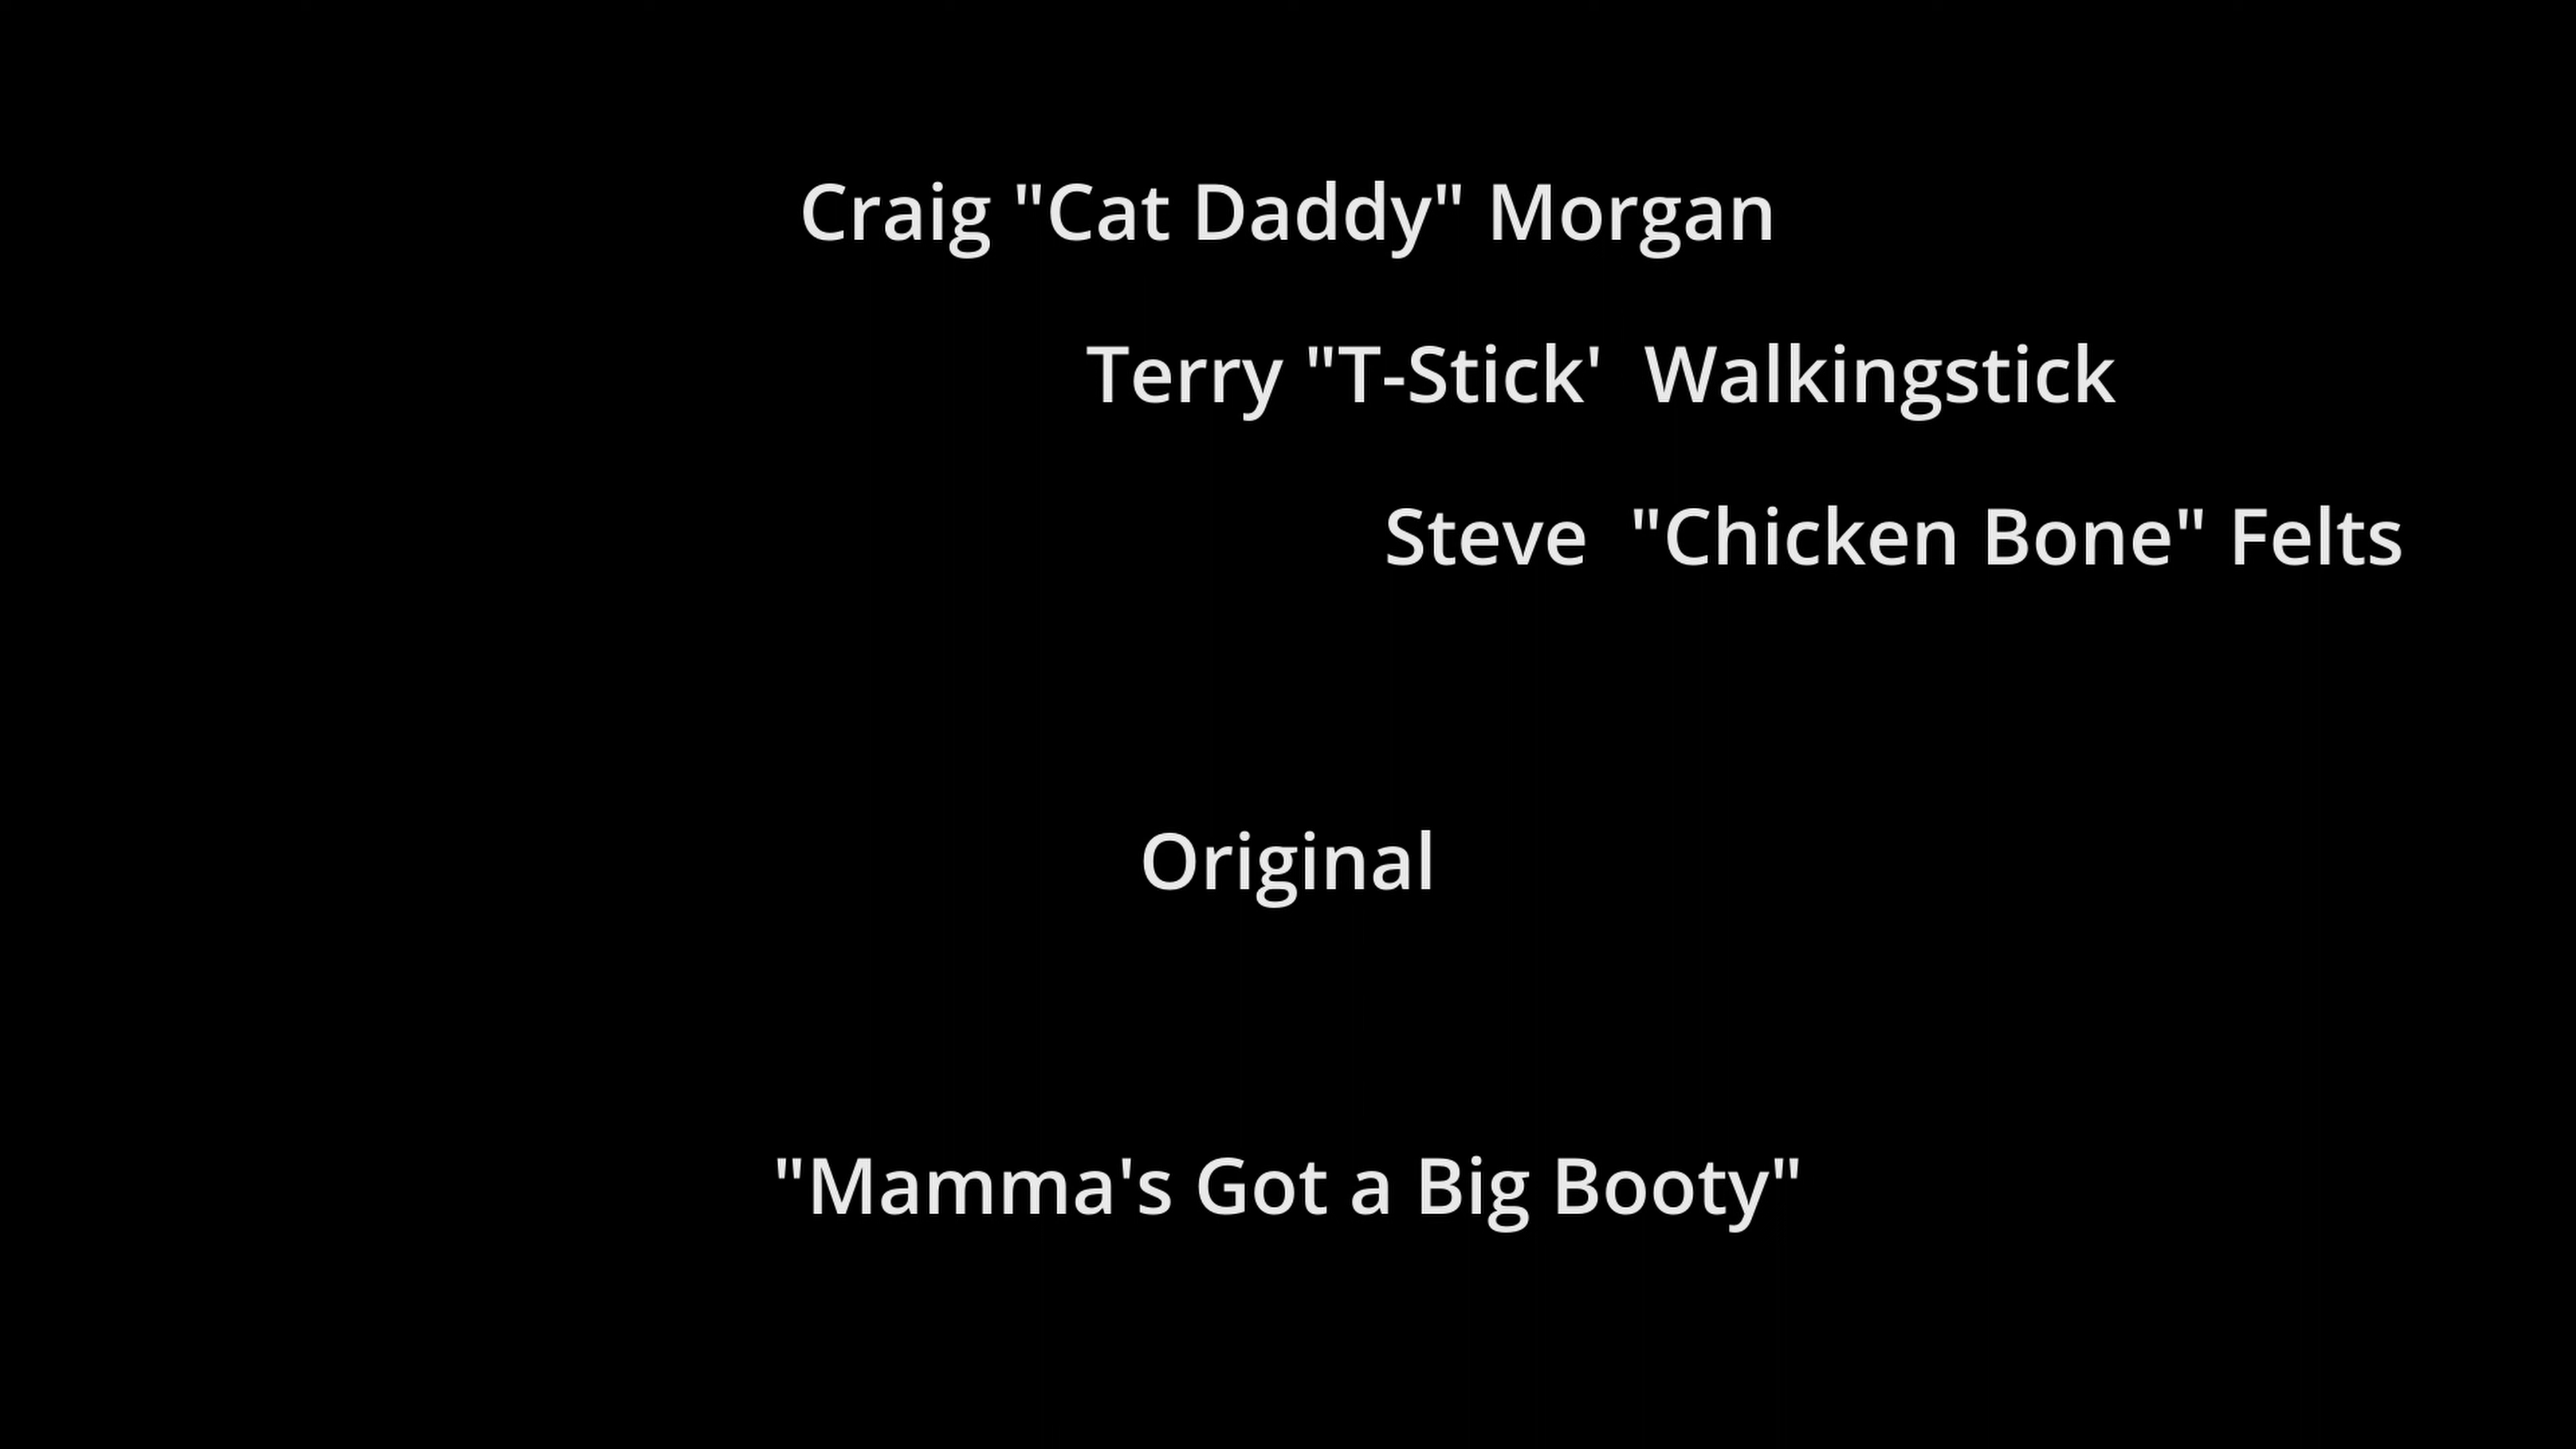 Craig "Cat Daddy" Morgan
Terry "T-Stick'  Walkingstick
Steve  "Chicken Bone" Felts
Original
"Mamma's Got a Big Booty"